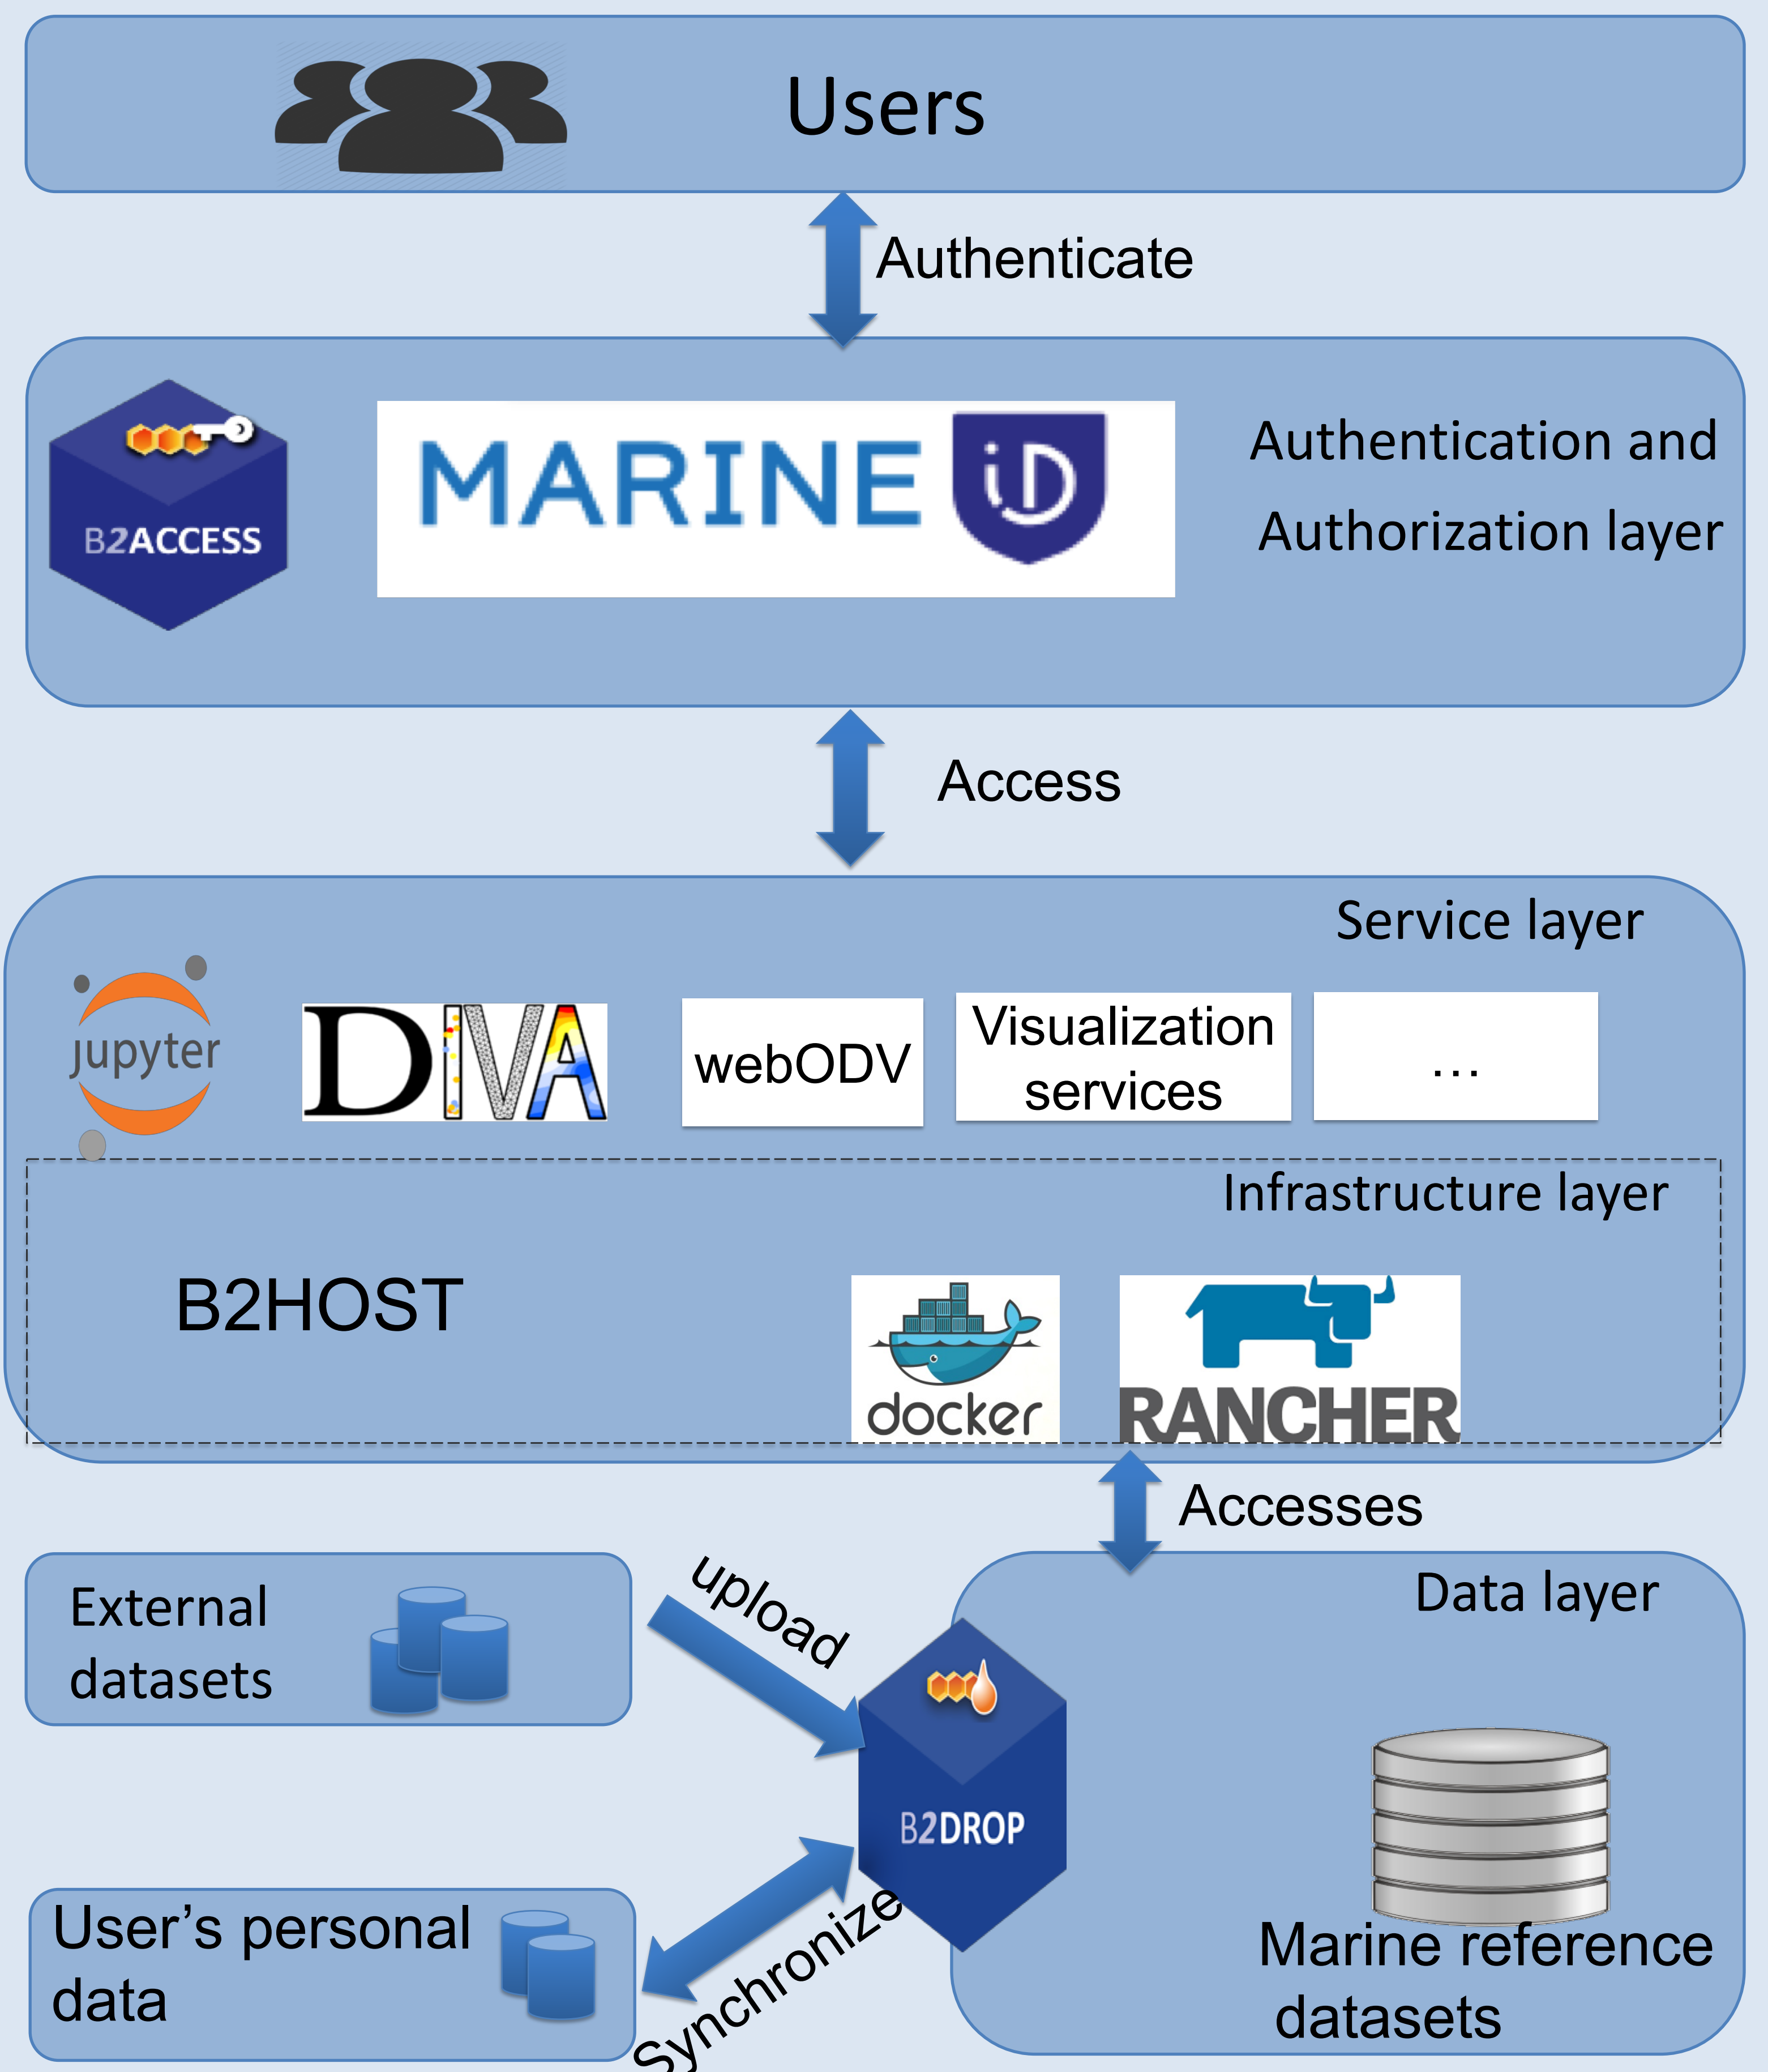 Users
Authenticate
B2ACCESS
MARINE iD
Authentication and
Authorization layer
Access
Service layer
jupyter
DIVA
webODV
Visualization
services
...
Infrastructure layer
B2HOST
docker
RANCHER
Accesses
External
datasets
upload
Data layer
B2DROP
User’s personal
data
Synchronize
Marine reference
datasets